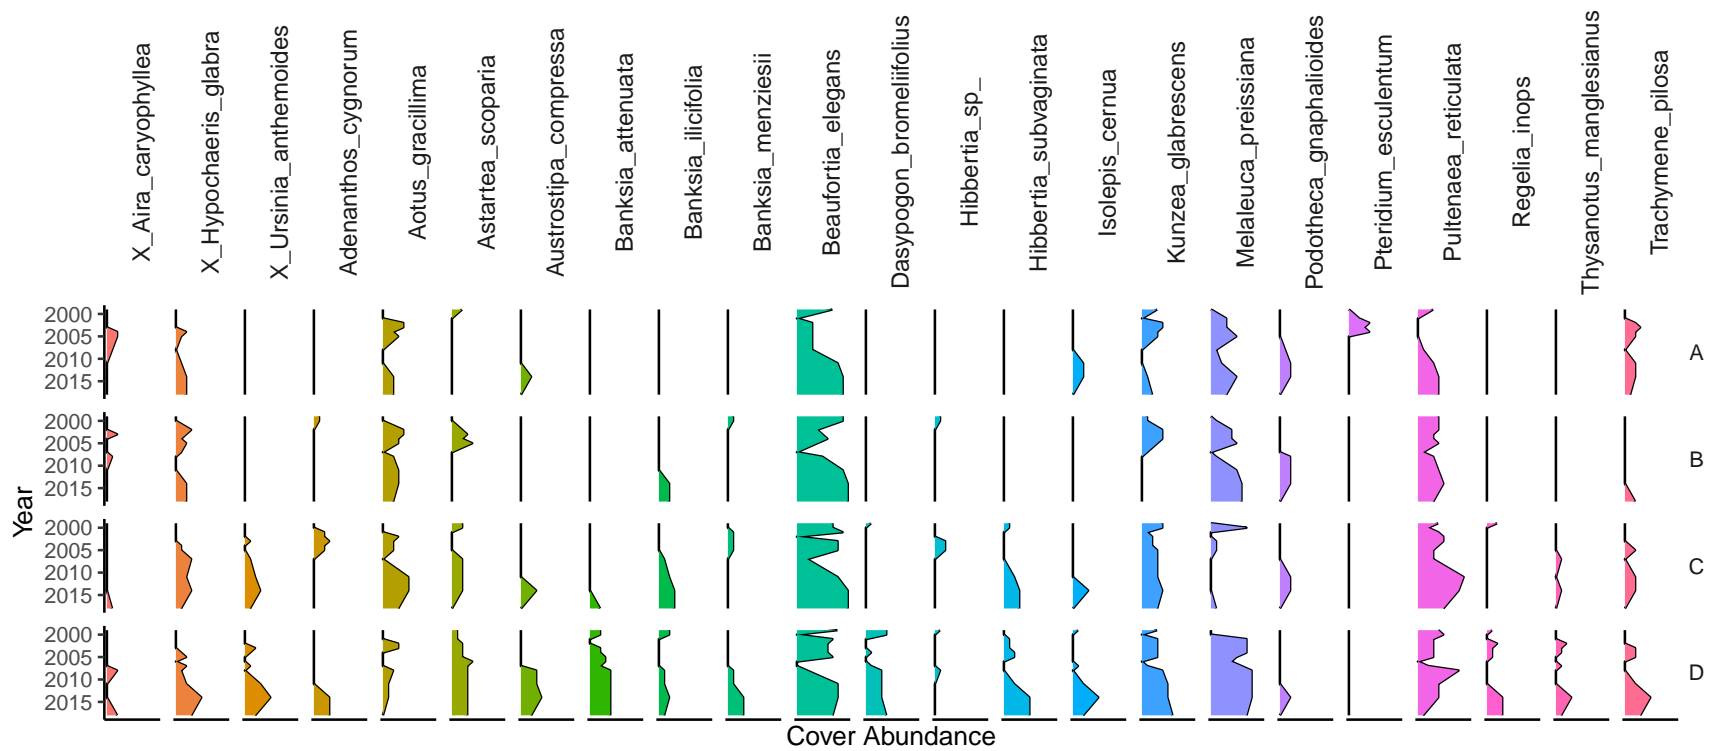 X_Aira_caryophyllea
X_Hypochaeris_glabra
X_Ursinia_anthemoides
Adenanthos_cygnorum
Aotus_gracillima
Astartea_scoparia
Austrostipa_compressa
Banksia_attenuata
Banksia_ilicifolia
Banksia_menziesii
Beaufortia_elegans
Dasypogon_bromeliifolius
Hibbertia_sp_
Hibbertia_subvaginata
Isolepis_cernua
Kunzea_glabrescens
Melaleuca_preissiana
Podotheca_gnaphalioides
Pteridium_esculentum
Pultenaea_reticulata
Regelia_inops
Thysanotus_manglesianus
Trachymene_pilosa
Year
2000
2005
2010
2015
A
2000
2005
2010
2015
B
2000
2005
2010
2015
C
2000
2005
2010
2015
D
Cover Abundance